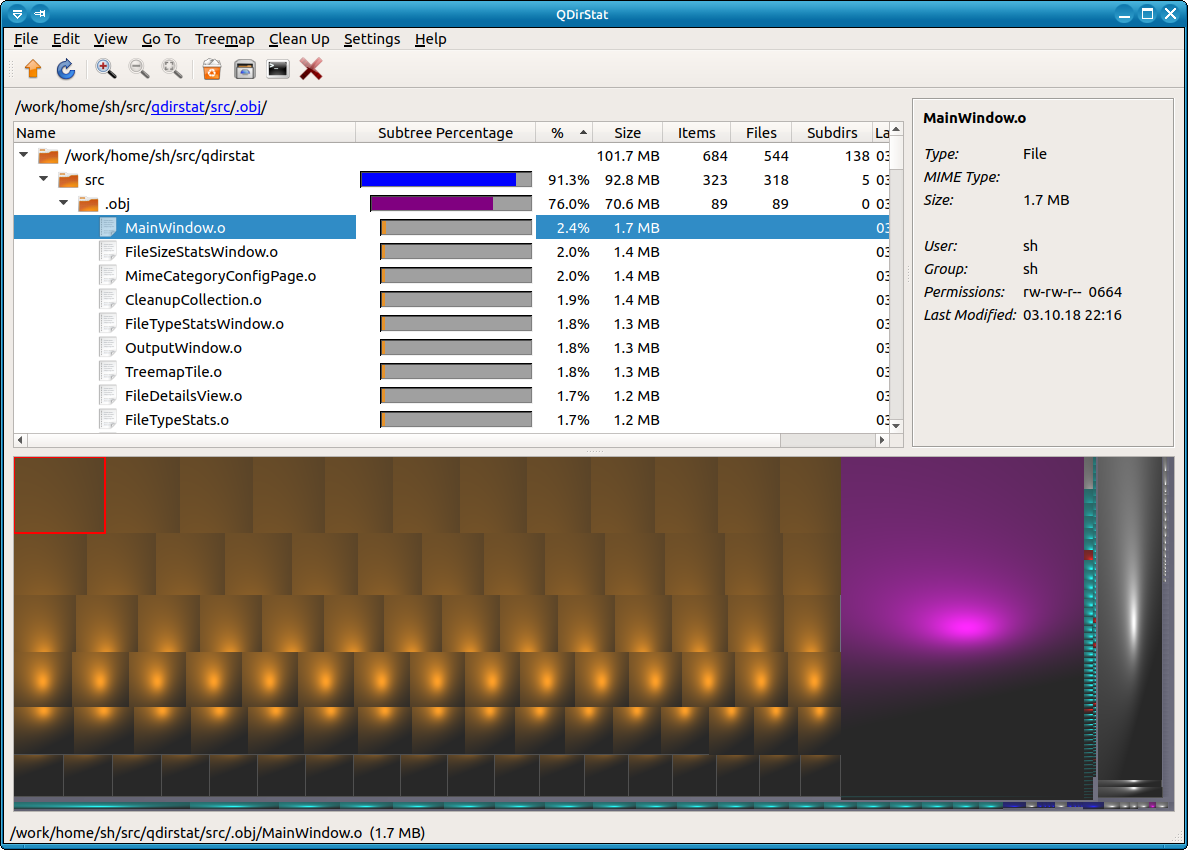 QDirStat
File Edit View Go To Treemap Clean Up Settings Help
/work/home/sh/src/qdirstat/src/.obj/
Name Subtree Percentage % Size Items Files Subdirs La
/work/home/sh/src/qdirstat 101.7 MB 684 544 138 03
src 91.3% 92.8 MB 323 318 5 03
.obj 76.0% 70.6 MB 89 89 0 03
MainWindow.o 2.4% 1.7 MB 03
FileSizeStatsWindow.o 2.0% 1.4 MB 03
MimeCategoryConfigPage.o 2.0% 1.4 MB 03
CleanupCollection.o 1.9% 1.4 MB 03
FileTypeStatsWindow.o 1.8% 1.3 MB 03
OutputWindow.o 1.8% 1.3 MB 03
TreemapTile.o 1.8% 1.3 MB 03
FileDetailsView.o 1.7% 1.2 MB 03
FileTypeStats.o 1.7% 1.2 MB 03
MainWindow.o
Type: File
MIME Type:
Size: 1.7 MB
User: sh
Group: sh
Permissions: rw-rw-r-- 0664
Last Modified: 03.10.18 22:16
/work/home/sh/src/qdirstat/src/.obj/MainWindow.o (1.7 MB)